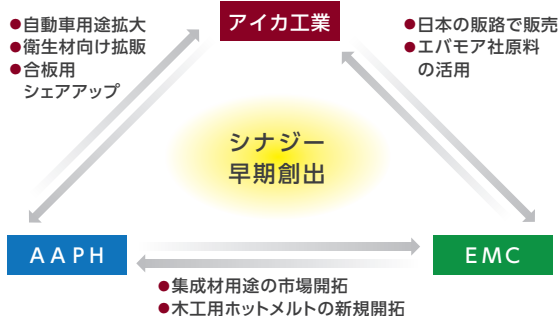 アイカ工業
●自動車用途拡大
●衛生材向け拡販
●合板用
シェアアップ
●日本の販路で販売
●エバモア社原料
の活用
シナジー
早期創出
AAPH
EMC
●集成材用途の市場開拓
●木工用ホットメルトの新規開拓